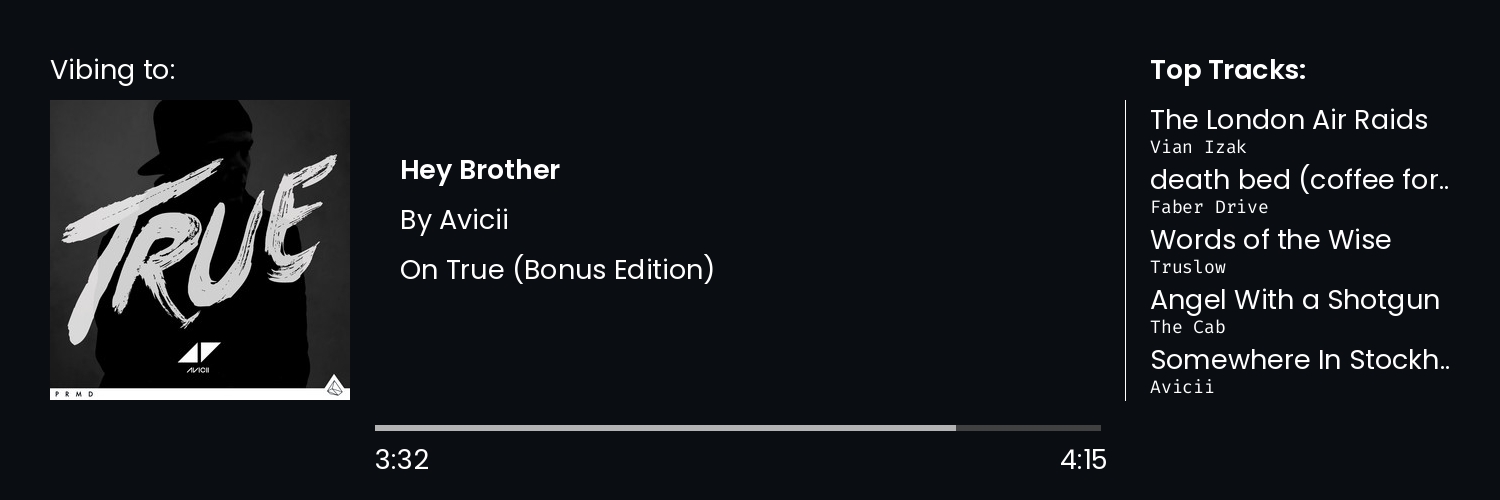 Vibing to:
TRUE
AVICII
PRMD
Hey Brother
By Avicii
On True (Bonus Edition)
3:32
4:15
Top Tracks:
The London Air Raids
Vian Izak
death bed (coffee for..
Faber Drive
Words of the Wise
Truslow
Angel With a Shotgun
The Cab
Somewhere In Stockh..
Avicii